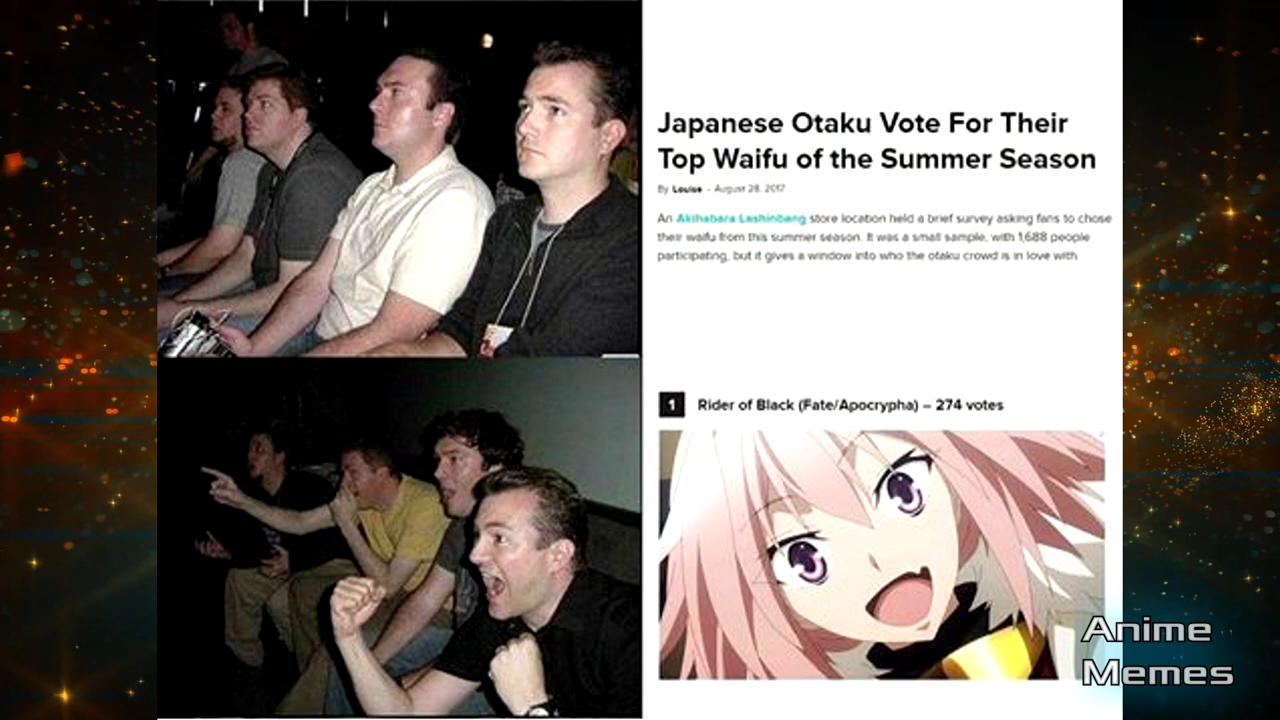 Japanese Otaku Vote For Their
Top Waifu of the Summer Season
By Louise - August 28, 2017
An Akihabara Lashinbang store location held a brief survey asking fans to chose
their waifu from this summer season. It was a small sample, with 1,688 people
participating, but it gives a window into who the otaku crowd is in love with.
1 Rider of Black (Fate/Apocrypha) – 274 votes
Anime
Memes